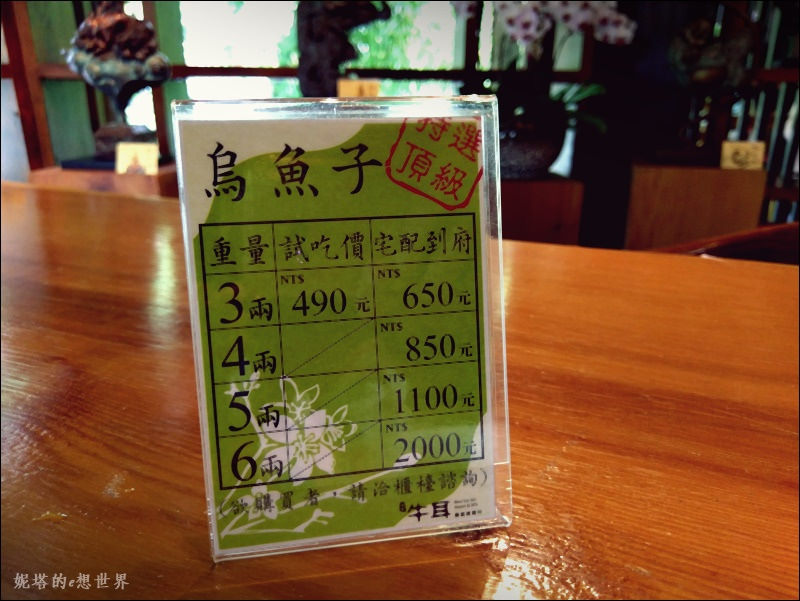 特選
頂級
烏魚子
重量 試吃價 宅配到府
3兩 NT$ 490元 NT$ 650元
4兩 NT$ 850元
5兩 NT$ 1100元
6兩 NT$ 2000元
(欲購買者,請洽櫃檯諮詢)
牛耳
妮塔的e想世界